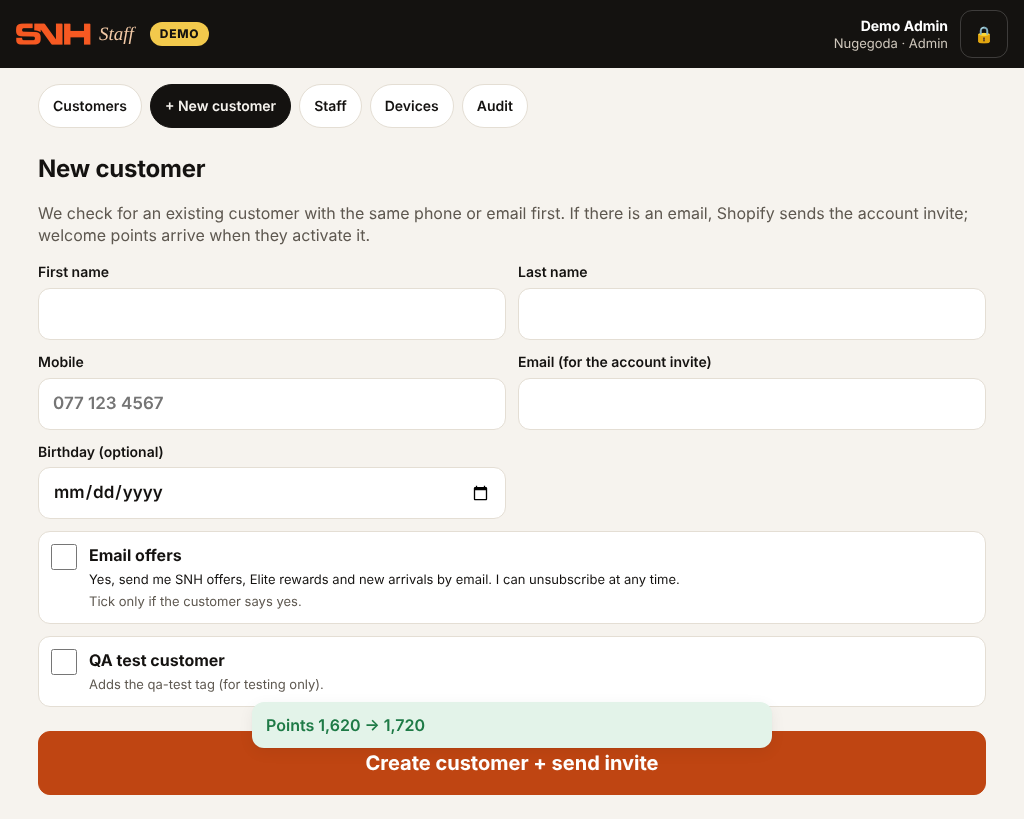 SNH Staff DEMO
Demo Admin
Nugegoda · Admin
Customers
+ New customer
Staff
Devices
Audit
New customer
We check for an existing customer with the same phone or email first. If there is an email, Shopify sends the account invite;
welcome points arrive when they activate it.
First name
Last name
Mobile
Email (for the account invite)
077 123 4567
Birthday (optional)
mm/dd/yyyy
Email offers
Yes, send me SNH offers, Elite rewards and new arrivals by email. I can unsubscribe at any time.
Tick only if the customer says yes.
QA test customer
Adds the qa-test tag (for testing only).
Points 1,620 → 1,720
Create customer + send invite